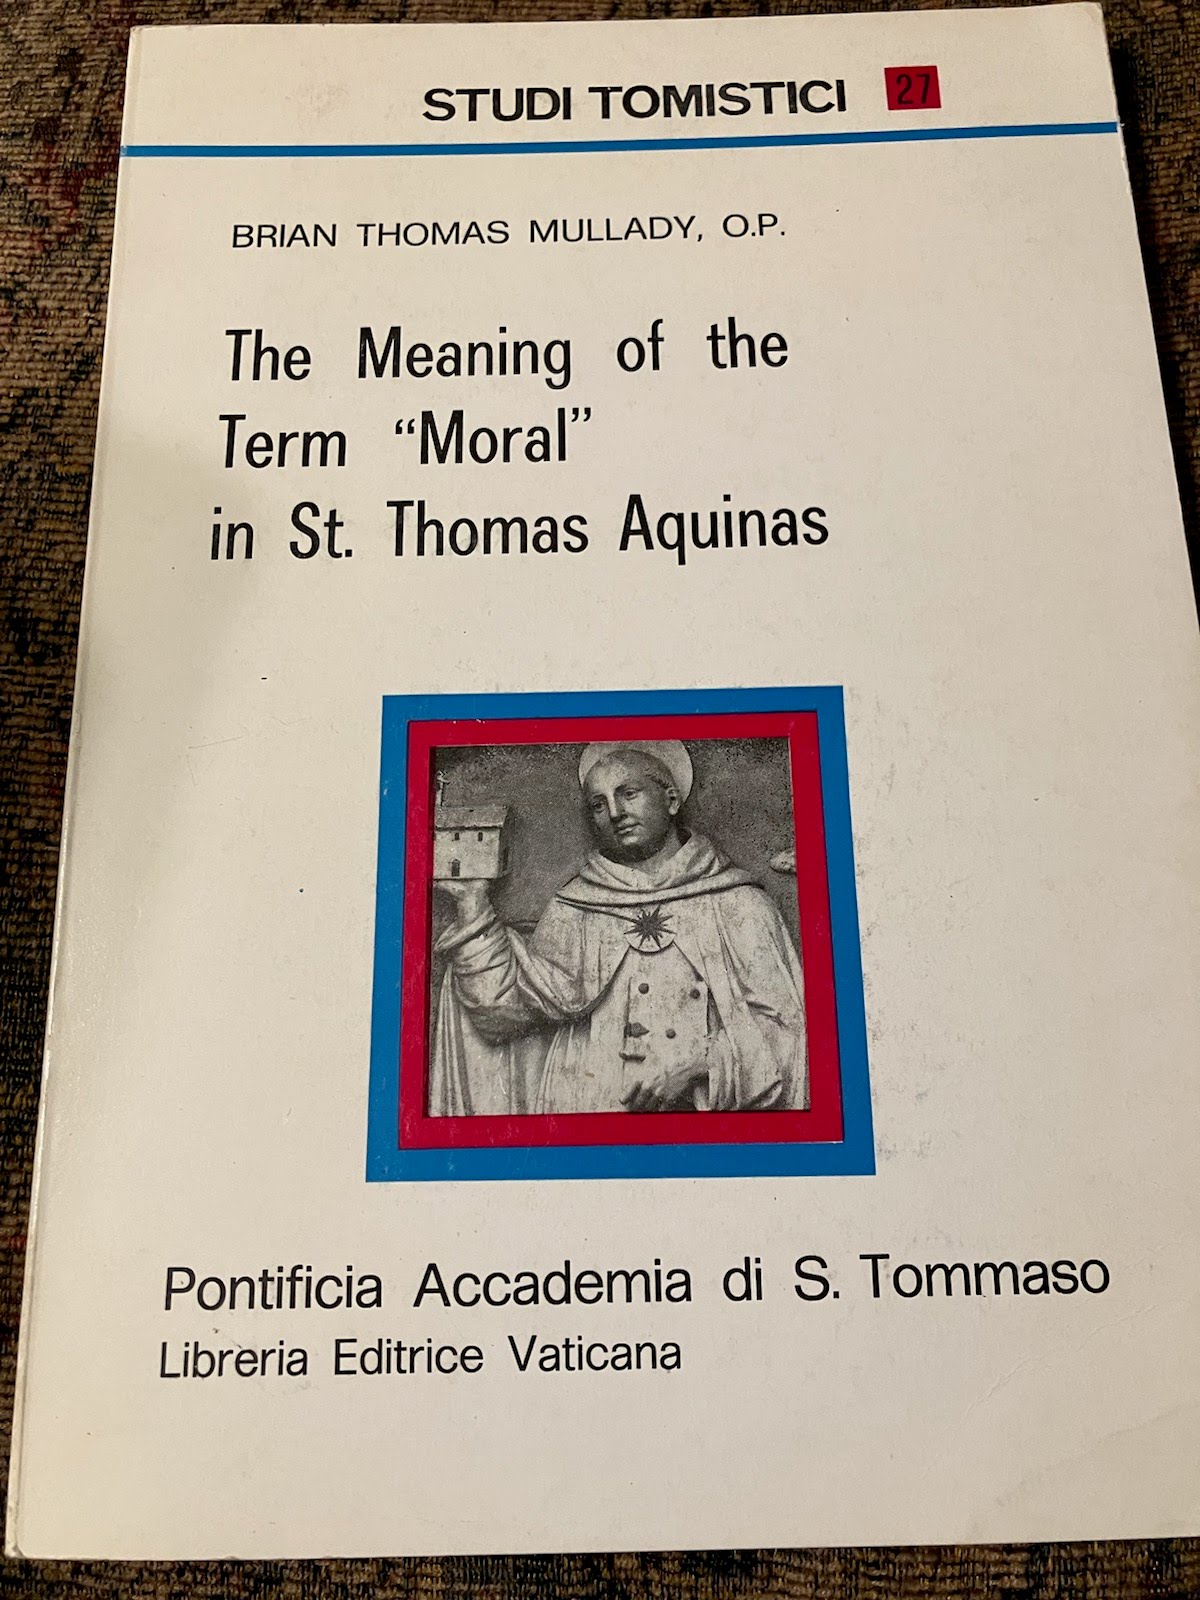 STUDI TOMISTICI 27
BRIAN THOMAS MULLADY, O.P.
The Meaning of the
Term “Moral”
in St. Thomas Aquinas
Pontificia Accademia di S. Tommaso
Libreria Editrice Vaticana